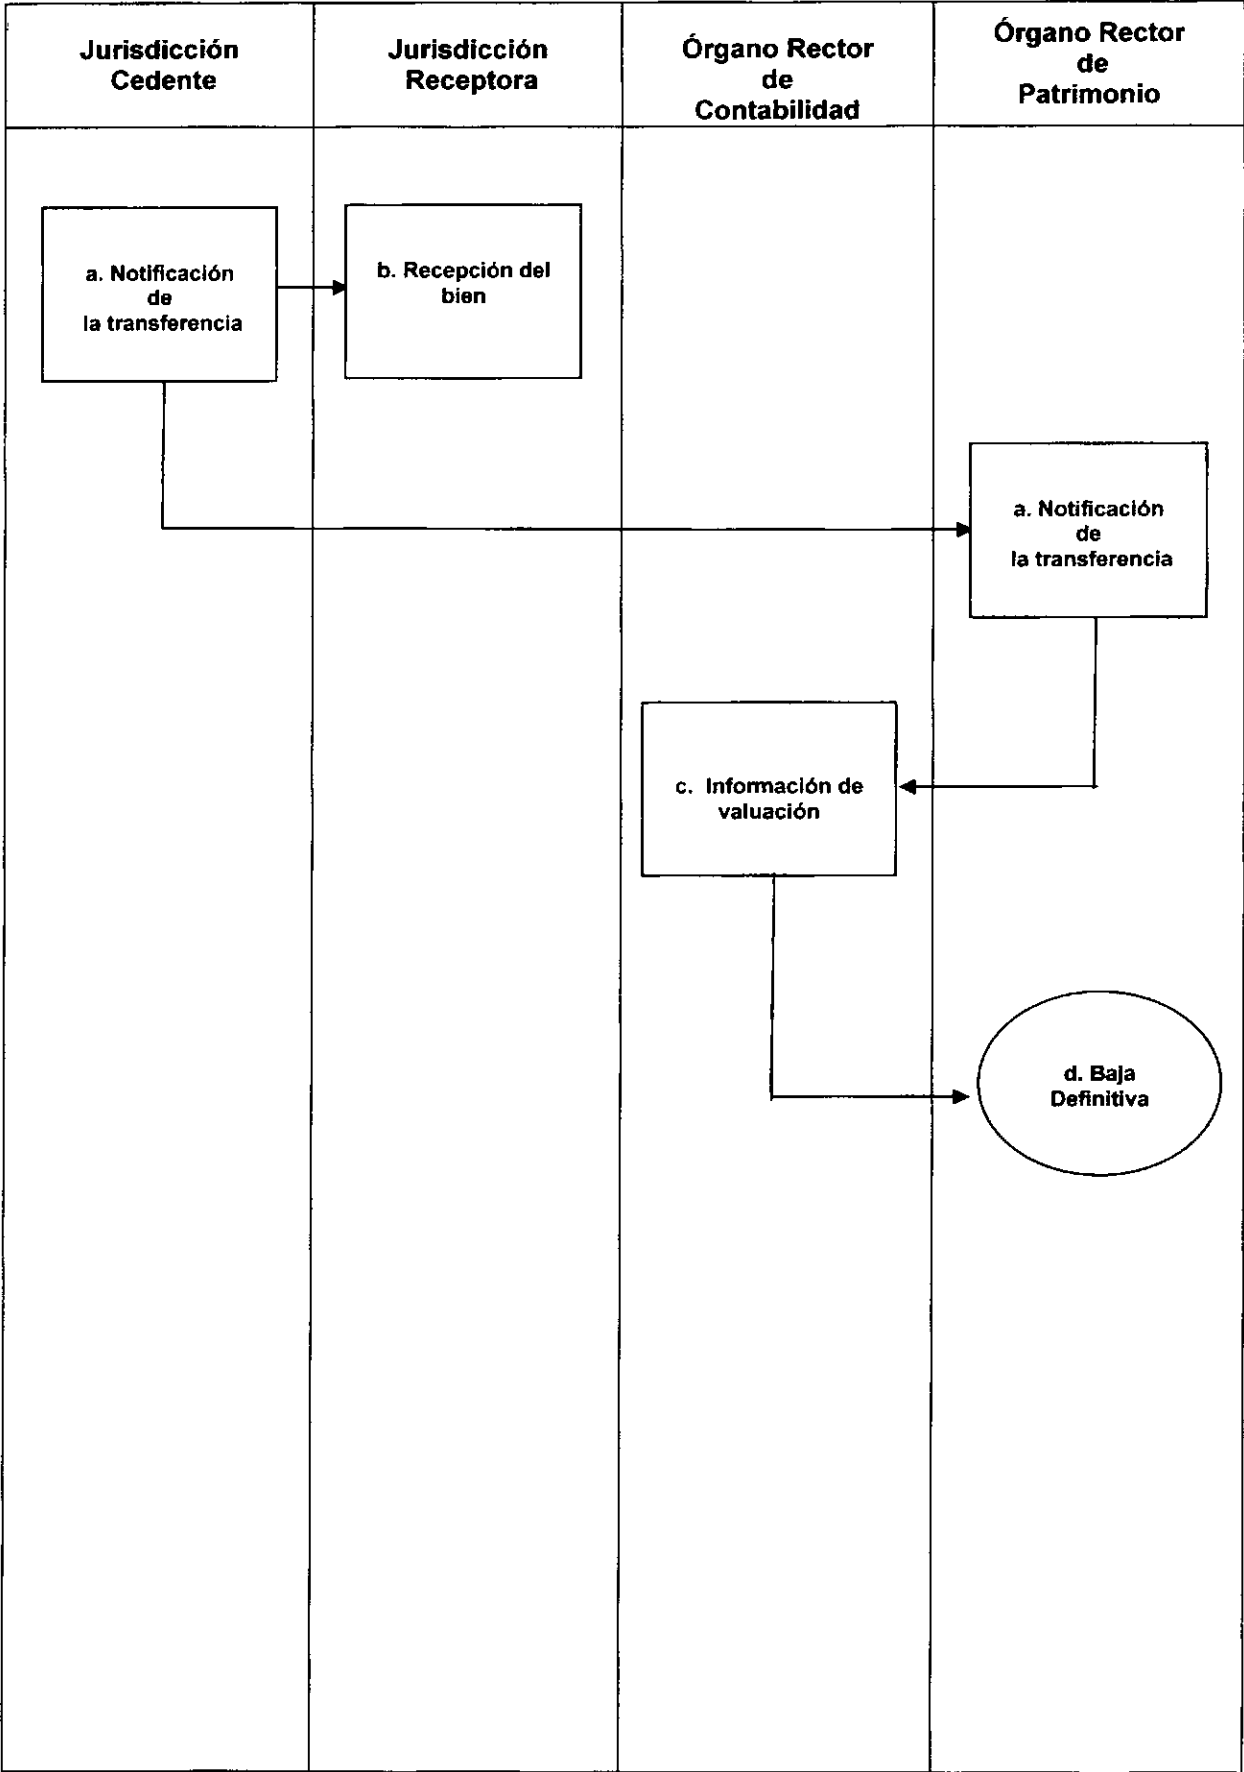 Jurisdicción
Cedente
Jurisdicción
Receptora
Órgano Rector
de
Contabilidad
Órgano Rector
de
Patrimonio
a. Notificación
de
la transferencia
b. Recepción del
bien
a. Notificación
de
la transferencia
c. Información de
valuación
d. Baja
Definitiva